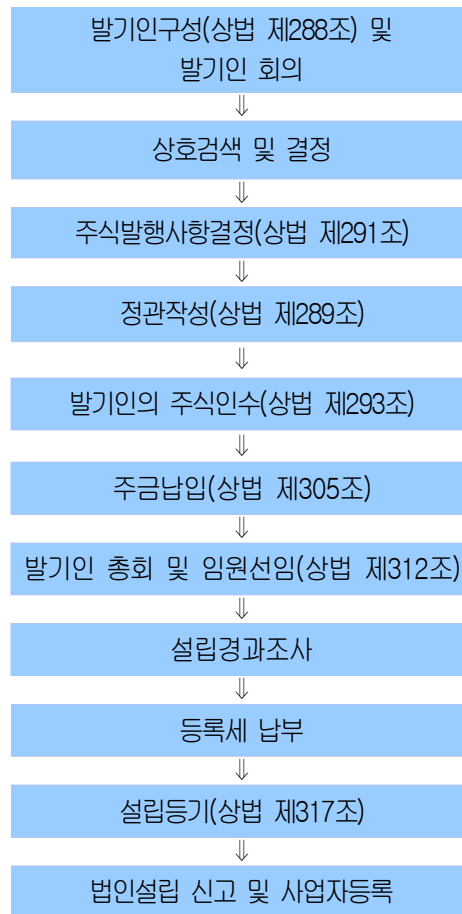 발기인구성(상법 제288조) 및
발기인 회의
⇓
상호검색 및 결정
⇓
주식발행사항결정(상법 제291조)
⇓
정관작성(상법 제289조)
⇓
발기인의 주식인수(상법 제293조)
⇓
주금납입(상법 제305조)
⇓
발기인 총회 및 임원선임(상법 제312조)
⇓
설립경과조사
⇓
등록세 납부
⇓
설립등기(상법 제317조)
⇓
법인설립 신고 및 사업자등록